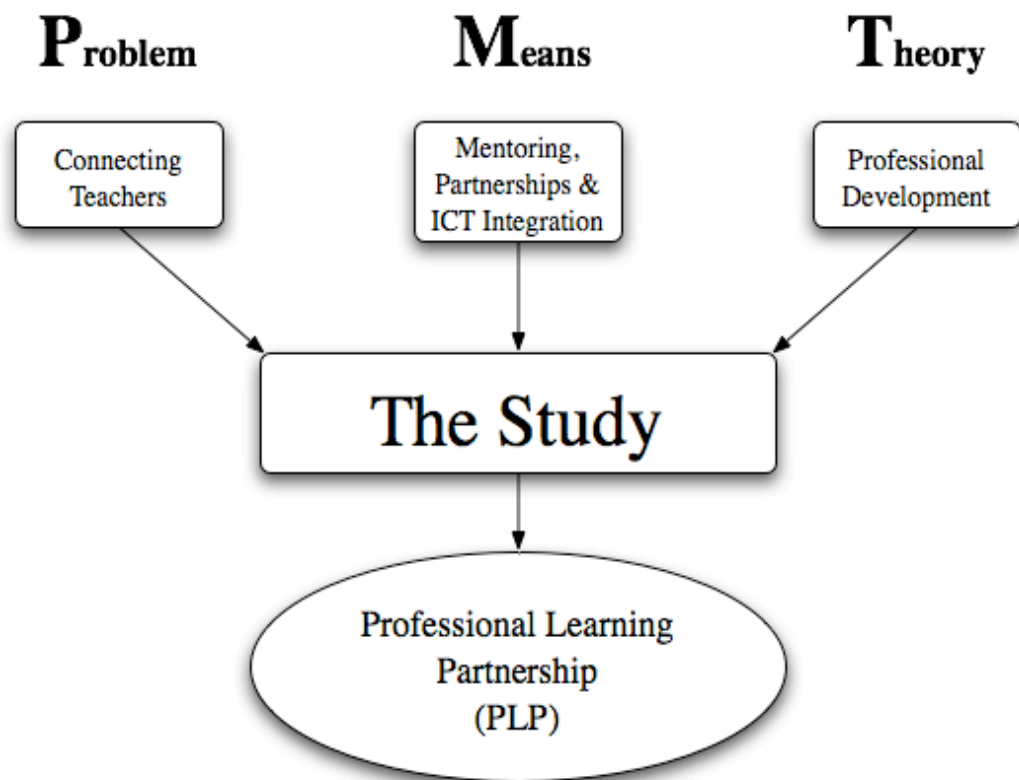 Problem
Means
Theory
Connecting
Teachers
Mentoring,
Partnerships &
ICT Integration
Professional
Development
The Study
Professional Learning
Partnership
(PLP)